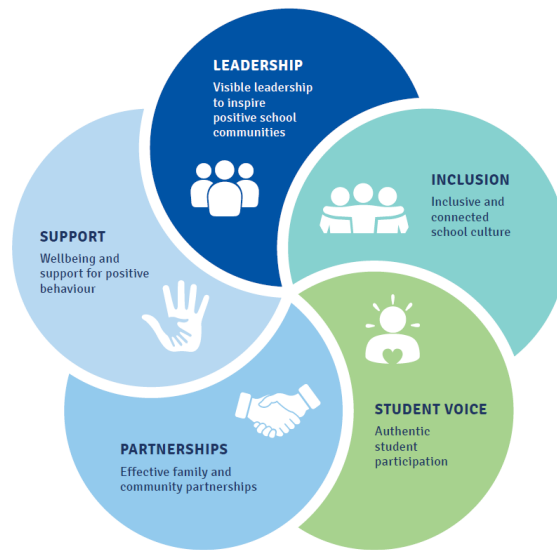 LEADERSHIP
Visible leadership
to inspire
positive school
communities
INCLUSION
Inclusive and
connected
school culture
STUDENT VOICE
Authentic
student
participation
PARTNERSHIPS
Effective family and
community partnerships
SUPPORT
Wellbeing and
support for positive
behaviour